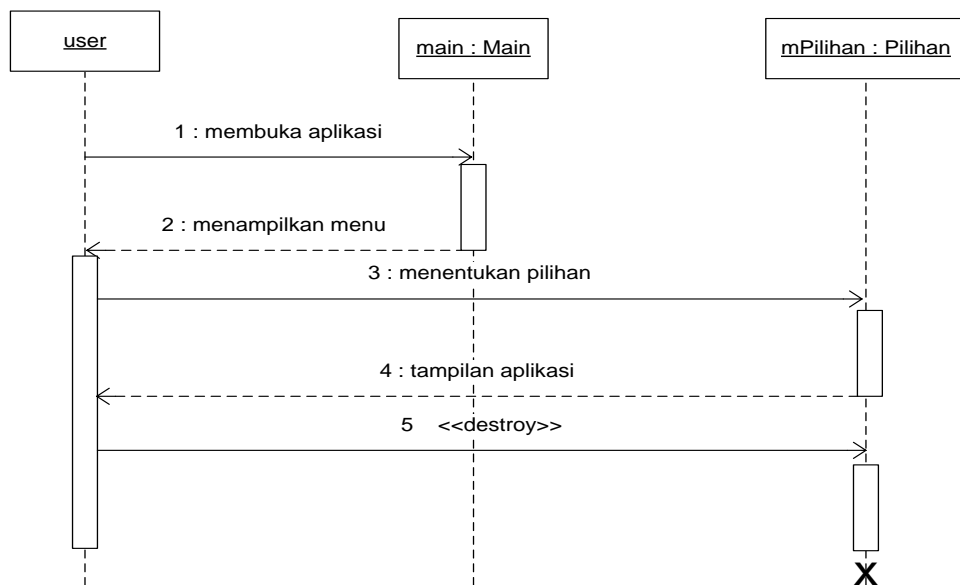 user
main : Main
mPilihan : Pilihan
1 : membuka aplikasi
2 : menampilkan menu
3 : menentukan pilihan
4 : tampilan aplikasi
5 <<destroy>>
X